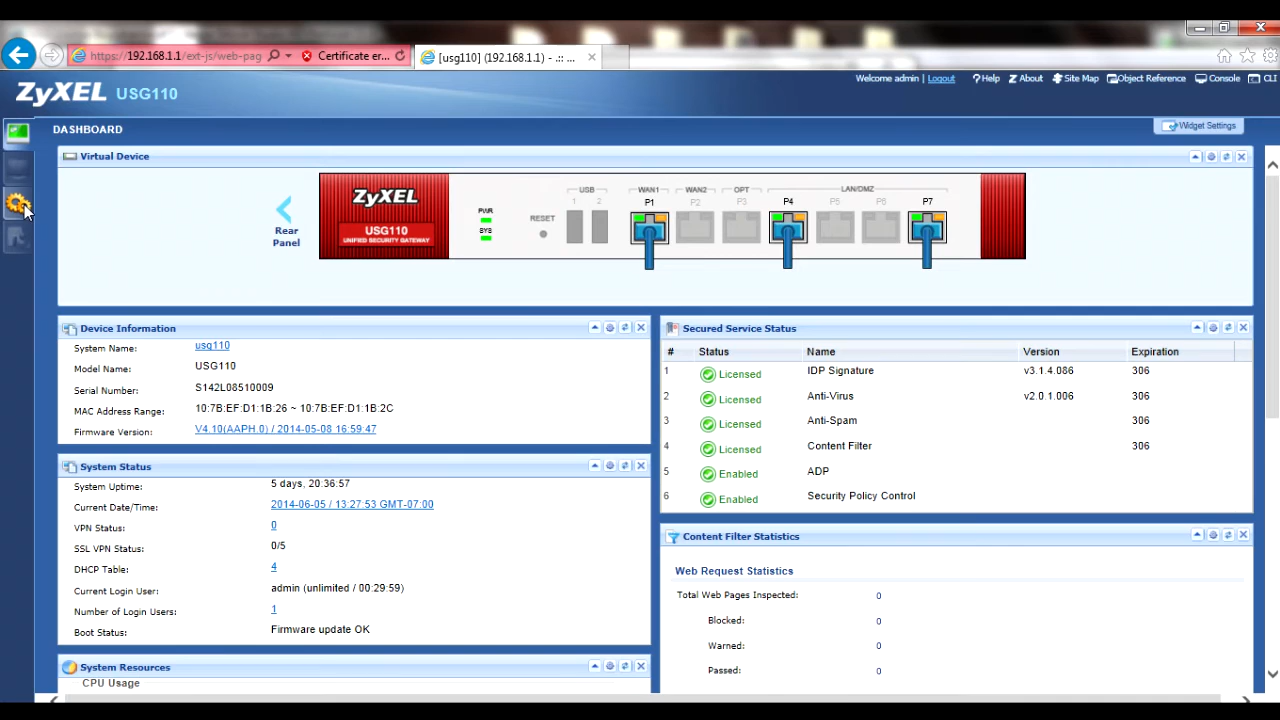 https://192.168.1.1/ext-js/web-pag Certificate er... [usg110] (192.168.1.1) - .:: ...
ZyXEL USG110
Welcome admin | Logout ?Help About Site Map Object Reference Console CLI
DASHBOARD
Widget Settings
Virtual Device
Rear
Panel
ZyXEL
USG110
UNIFIED SECURITY GATEWAY
PWR
SYS
RESET
USB
1 2
WAN1 WAN2 OPT LAN/DMZ
P1 P2 P3 P4 P5 P6 P7
Device Information
System Name: usg110
Model Name: USG110
Serial Number: S142L08510009
MAC Address Range: 10:7B:EF:D1:1B:26 ~ 10:7B:EF:D1:1B:2C
Firmware Version: V4.10(AAPH.0) / 2014-05-08 16:59:47
System Status
System Uptime: 5 days, 20:36:57
Current Date/Time: 2014-06-05 / 13:27:53 GMT-07:00
VPN Status: 0
SSL VPN Status: 0/5
DHCP Table: 4
Current Login User: admin (unlimited / 00:29:59)
Number of Login Users: 1
Boot Status: Firmware update OK
System Resources
CPU Usage
Secured Service Status
# Status Name Version Expiration
1 Licensed IDP Signature v3.1.4.086 306
2 Licensed Anti-Virus v2.0.1.006 306
3 Licensed Anti-Spam 306
4 Licensed Content Filter 306
5 Enabled ADP
6 Enabled Security Policy Control
Content Filter Statistics
Web Request Statistics
Total Web Pages Inspected: 0
Blocked: 0
Warned: 0
Passed: 0